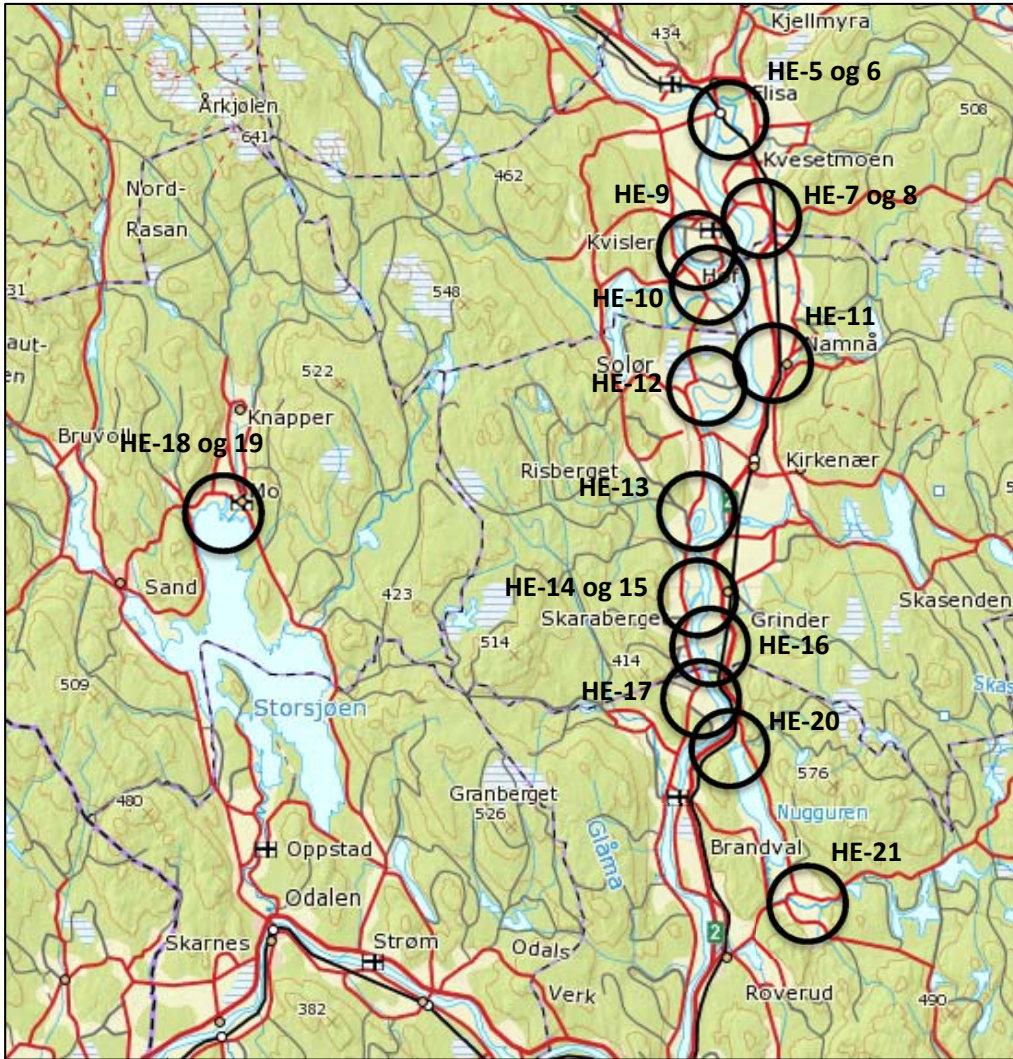 2
Kjellmyra
434
HE-5 og 6
Flisa
508
Årkjølen
641
462
Kvesetmoen
Nord-
Rasan
HE-9
HE-7 og 8
Kvisler
Hof
548
HE-10
HE-11
Namnå
Solør
HE-12
522
Knapper
Bruvoll
HE-18 og 19
Mo
Risberget
Kirkenær
HE-13
2
Sand
423
HE-14 og 15
Skaraberget
Grinder
Skasenden
514
HE-16
414
509
HE-17
Storsjøen
HE-20
480
Granberget
526
576
Nugguren
Glåma
Brandval
HE-21
Oppstad
Odalen
Skarnes
Strøm
Odals
Verk
2
Roverud
382
490